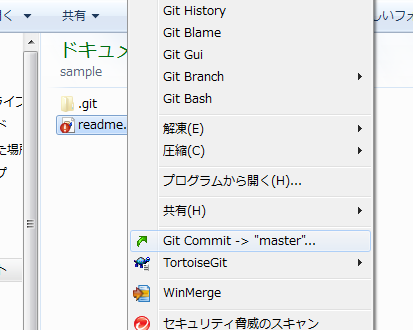 く
共有
しいフォ
ドキュメ
sample
.git
readme.
ライブ
ド
た場所
プ
ト
Git History
Git Blame
Git Gui
Git Branch
Git Bash
解凍(E)
圧縮(C)
プログラムから開く(H)...
共有(H)
Git Commit -> "master"...
TortoiseGit
WinMerge
セキュリティ脅威のスキャン